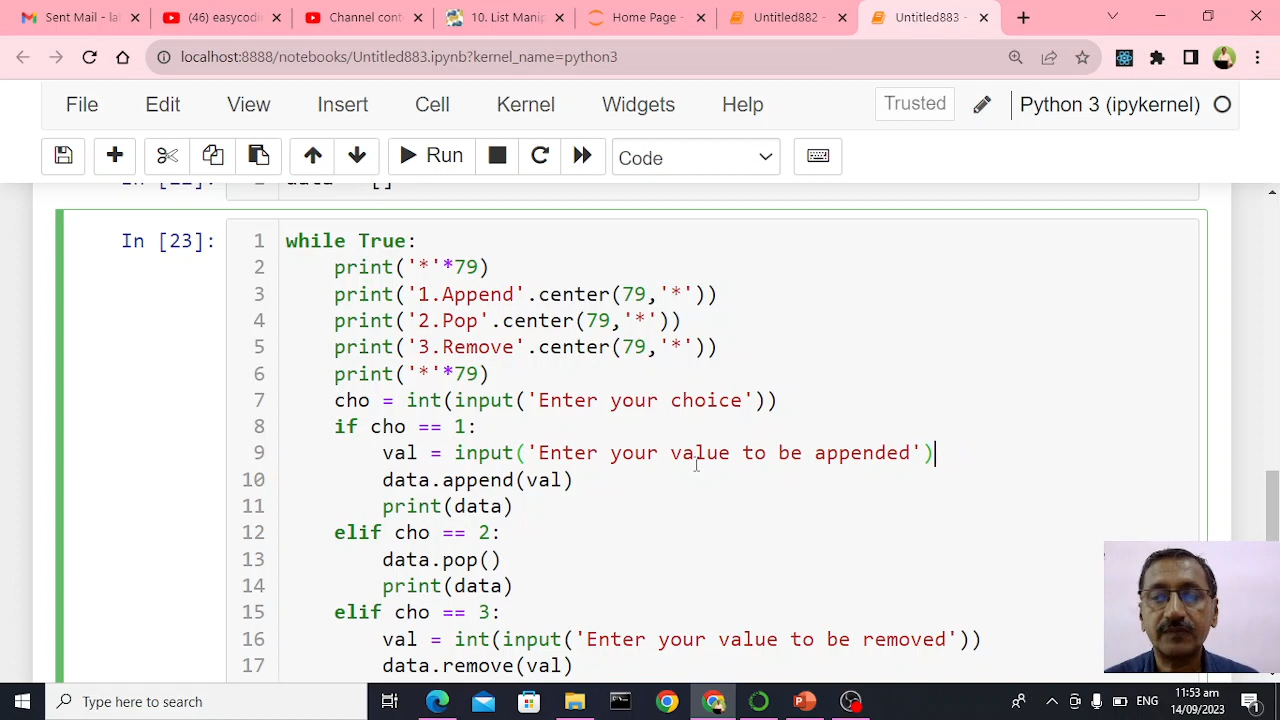 Sent Mail - lat
(46) easycodi
Channel cont
10. List Mani
Home Page -
Untitled882 -
Untitled883 -
localhost:8888/notebooks/Untitled883.ipynb?kernel_name=python3
File Edit View Insert Cell Kernel Widgets Help Trusted Python 3 (ipykernel)
Run Code
data = []
In [23]:
1 while True:
2 print('*'*79)
3 print('1.Append'.center(79,'*'))
4 print('2.Pop'.center(79,'*'))
5 print('3.Remove'.center(79,'*'))
6 print('*'*79)
7 cho = int(input('Enter your choice'))
8 if cho == 1:
9 val = input('Enter your value to be appended')
10 data.append(val)
11 print(data)
12 elif cho == 2:
13 data.pop()
14 print(data)
15 elif cho == 3:
16 val = int(input('Enter your value to be removed'))
17 data.remove(val)
Type here to search
ENG
11:53 am
14/09/2023
1